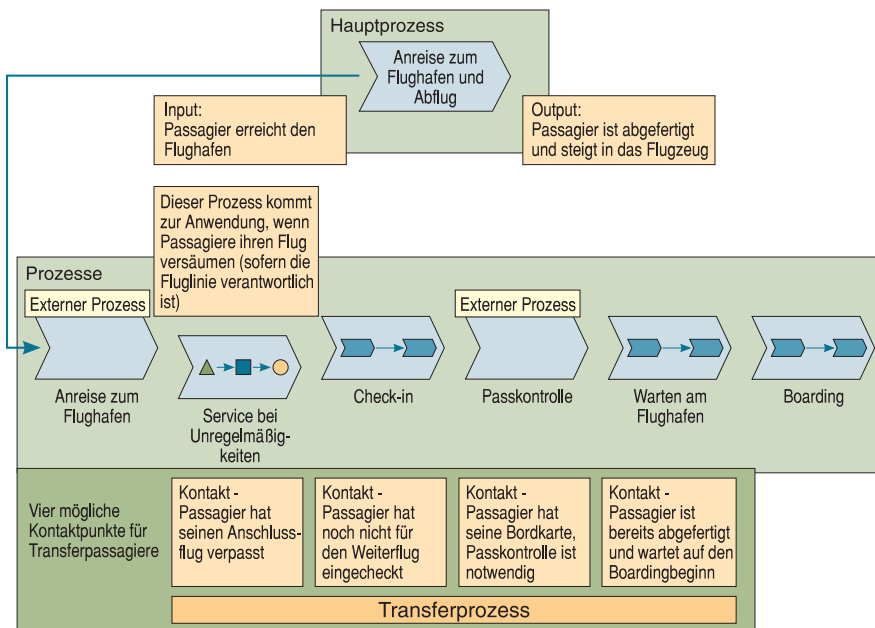 Hauptprozess
Anreise zum
Flughafen und
Abflug
Input:
Passagier erreicht den
Flughafen
Output:
Passagier ist abgefertigt
und steigt in das Flugzeug
Dieser Prozess kommt
zur Anwendung, wenn
Passagiere ihren Flug
versäumen (sofern die
Fluglinie verantwortlich
ist)
Prozesse
Externer Prozess
Anreise zum
Flughafen
Service bei
Unregelmäßig-
keiten
Check-in
Externer Prozess
Passkontrolle
Warten am
Flughafen
Boarding
Vier mögliche
Kontaktpunkte für
Transferpassagiere
Kontakt -
Passagier hat
seinen Anschluss-
flug verpasst
Kontakt -
Passagier hat
noch nicht für
den Weiterflug
eingecheckt
Kontakt -
Passagier hat
seine Bordkarte,
Passkontrolle ist
notwendig
Kontakt -
Passagier ist
bereits abgefertigt
und wartet auf den
Boardingbeginn
Transferprozess